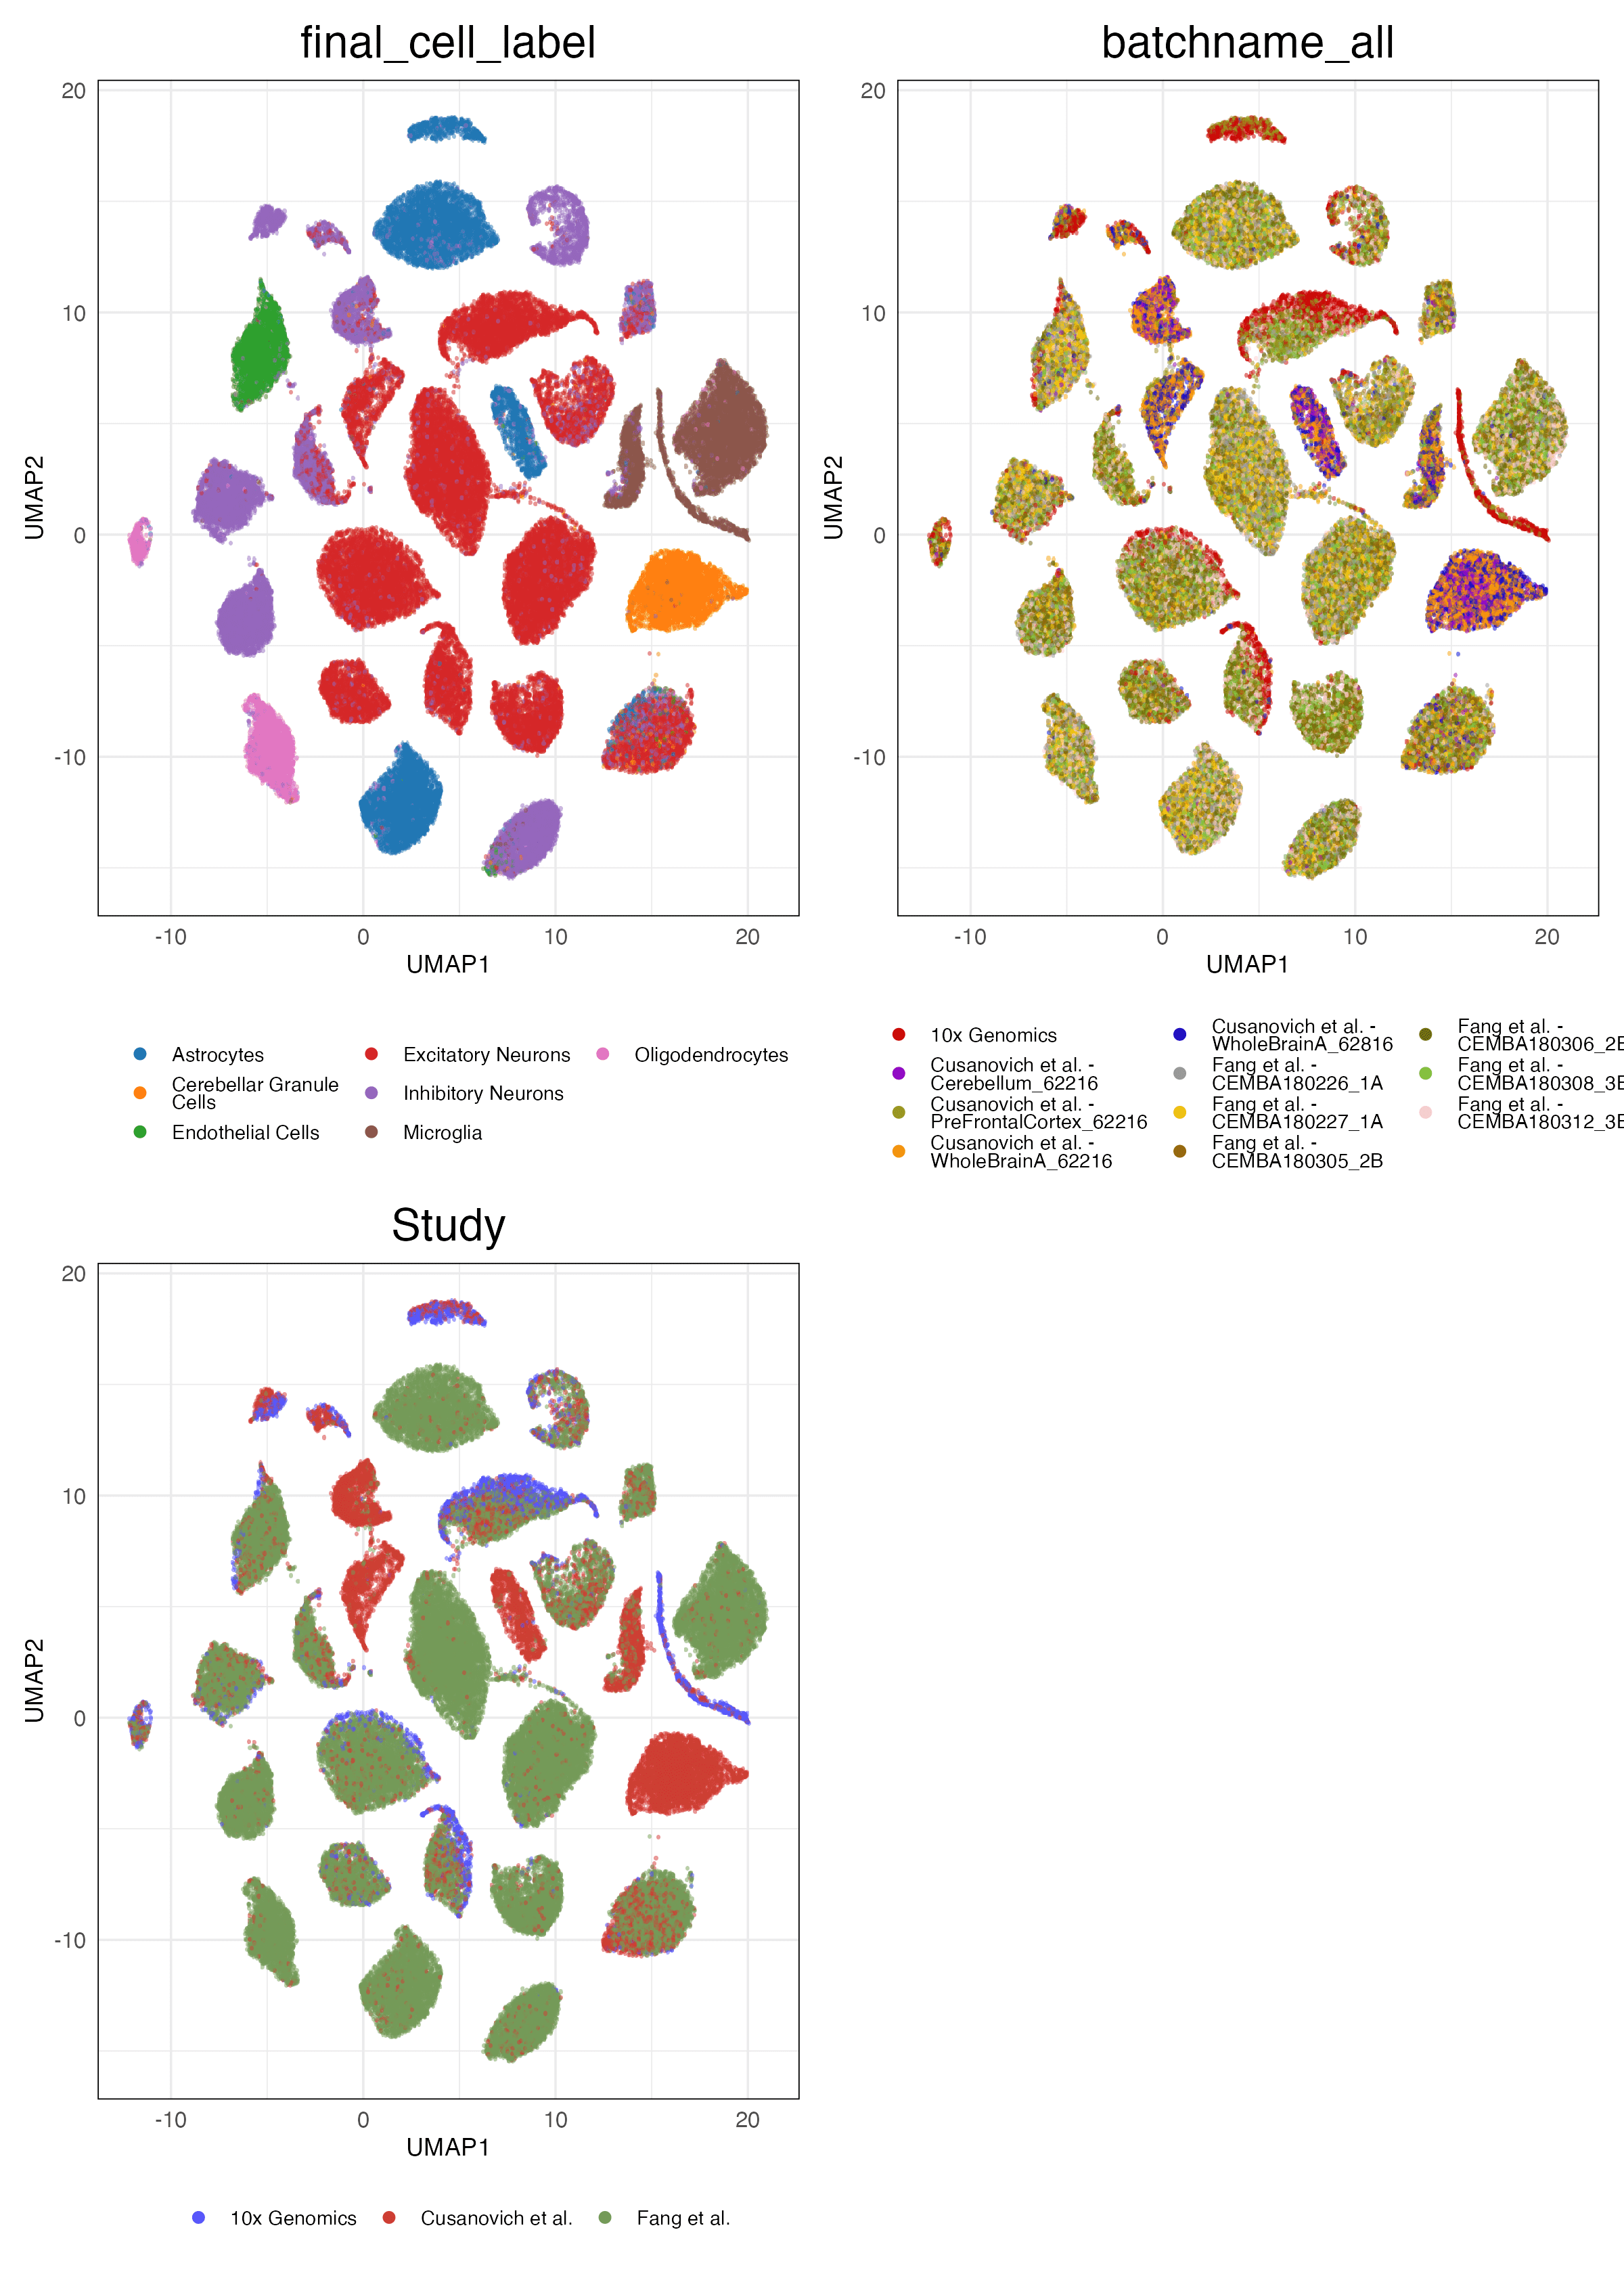 final_cell_label
batchname_all
20
10
0
-10
UMAP2
-10
0
10
20
UMAP1
20
10
0
-10
UMAP2
-10
0
10
20
UMAP1
Astrocytes
Cerebellar Granule
Cells
Endothelial Cells
Excitatory Neurons
Inhibitory Neurons
Microglia
Oligodendrocytes
10x Genomics
Cusanovich et al. -
Cerebellum_62216
Cusanovich et al. -
PreFrontalCortex_62216
Cusanovich et al. -
WholeBrainA_62216
Cusanovich et al. -
WholeBrainA_62816
Fang et al. -
CEMBA180226_1A
Fang et al. -
CEMBA180227_1A
Fang et al. -
CEMBA180305_2B
Fang et al. -
CEMBA180306_2B
Fang et al. -
CEMBA180308_3B
Fang et al. -
CEMBA180312_3B
Study
20
10
0
-10
UMAP2
-10
0
10
20
UMAP1
10x Genomics
Cusanovich et al.
Fang et al.